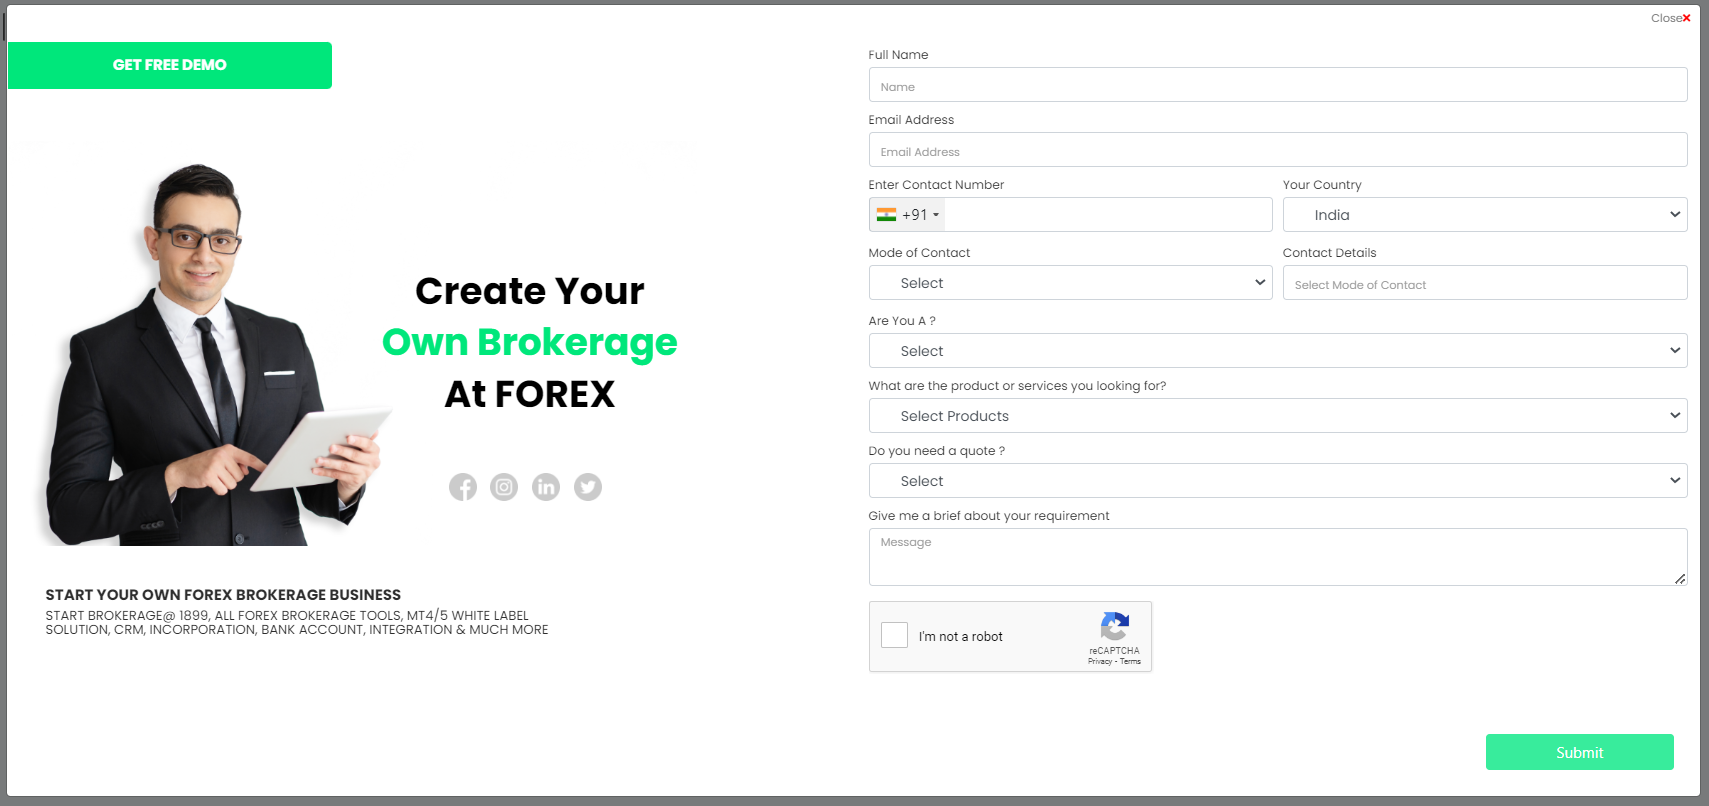 Close
GET FREE DEMO
Create Your
Own Brokerage
At FOREX
START YOUR OWN FOREX BROKERAGE BUSINESS
START BROKERAGE@ 1899, ALL FOREX BROKERAGE TOOLS, MT4/5 WHITE LABEL
SOLUTION, CRM, INCORPORATION, BANK ACCOUNT, INTEGRATION & MUCH MORE
Full Name
Name
Email Address
Email Address
Enter Contact Number
+91
Your Country
India
Mode of Contact
Select
Contact Details
Select Mode of Contact
Are You A ?
Select
What are the product or services you looking for?
Select Products
Do you need a quote ?
Select
Give me a brief about your requirement
Message
I'm not a robot
reCAPTCHA
Privacy - Terms
Submit